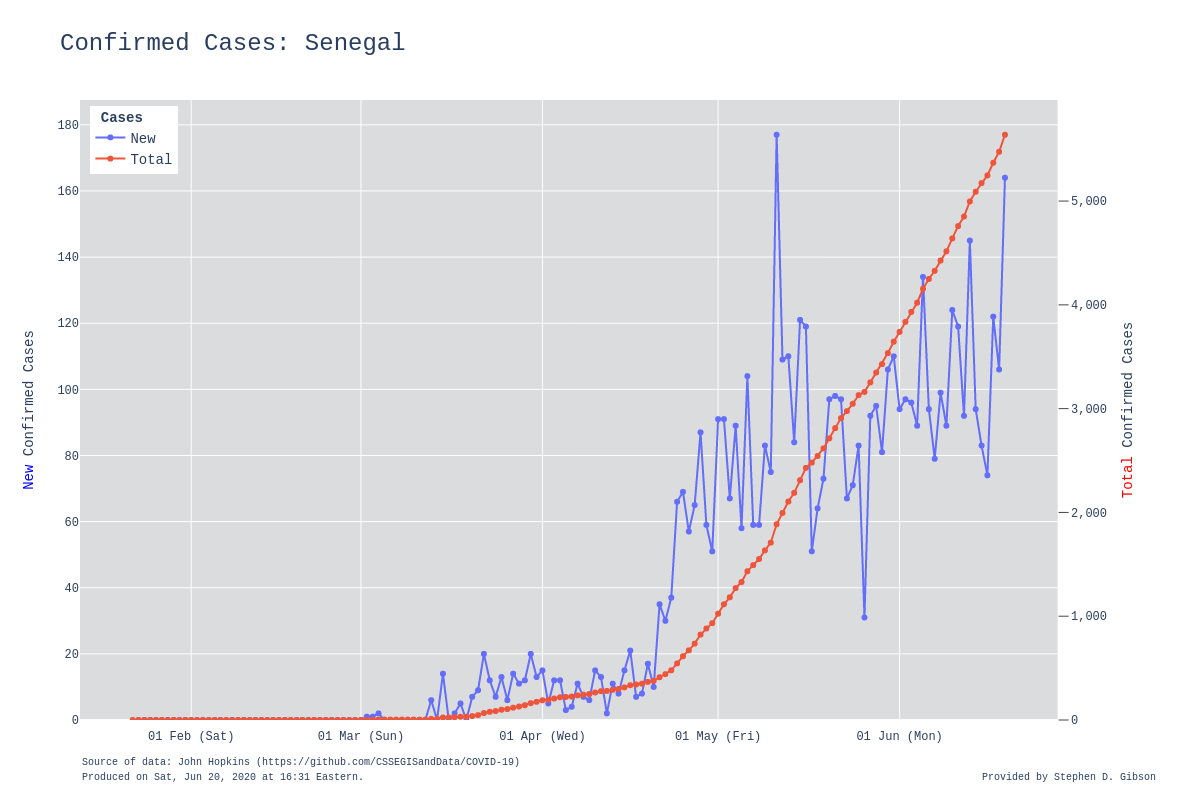 Confirmed Cases: Senegal
Cases
New
Total
180
160
140
120
100
80
60
40
20
0
5,000
4,000
3,000
2,000
1,000
0
New Confirmed Cases
Total Confirmed Cases
01 Feb (Sat)
01 Mar (Sun)
01 Apr (Wed)
01 May (Fri)
01 Jun (Mon)
Source of data: John Hopkins (https://github.com/CSSEGISandData/COVID-19)
Produced on Sat, Jun 20, 2020 at 16:31 Eastern.
Provided by Stephen D. Gibson